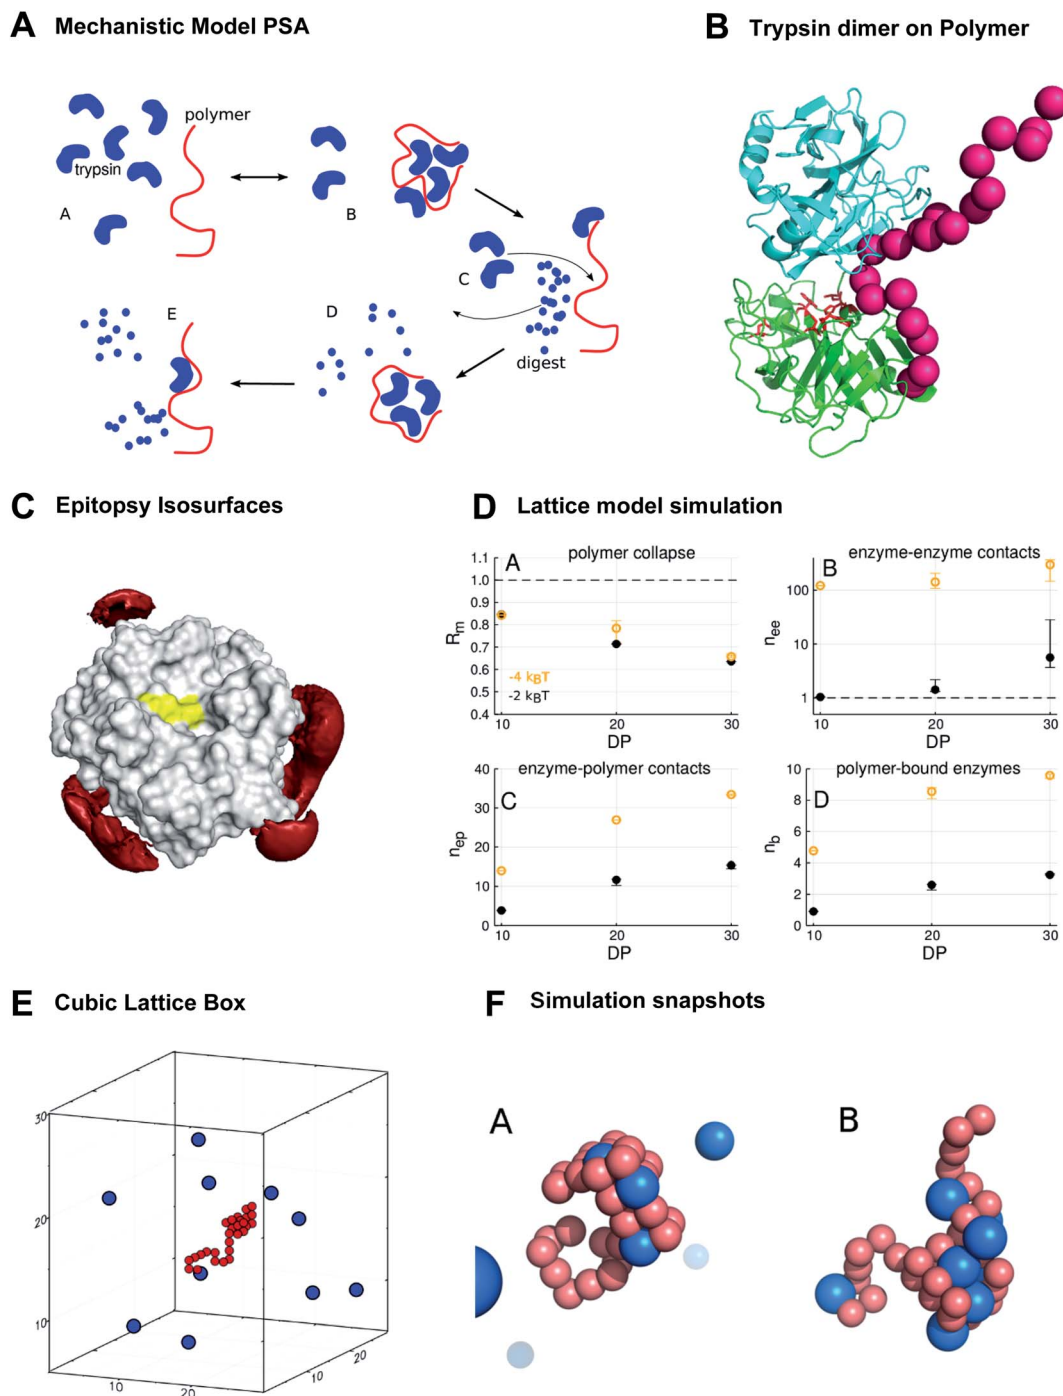 A Mechanistic Model PSA
B Trypsin dimer on Polymer
polymer
trypsin
A
B
C
digest
D
E
C Epitopsy Isosurfaces
D Lattice model simulation
A polymer collapse
1.1
1.0
0.9
0.8
0.7
0.6
0.5
0.4
Rm
-4 kBT
-2 kBT
10 20 30
DP
B enzyme-enzyme contacts
100
10
1
nee
10 20 30
DP
C enzyme-polymer contacts
40
30
20
10
0
nep
10 20 30
DP
D polymer-bound enzymes
10
8
6
4
2
0
nb
10 20 30
DP
E Cubic Lattice Box
30
20
10
10 20
10 20
F Simulation snapshots
A B